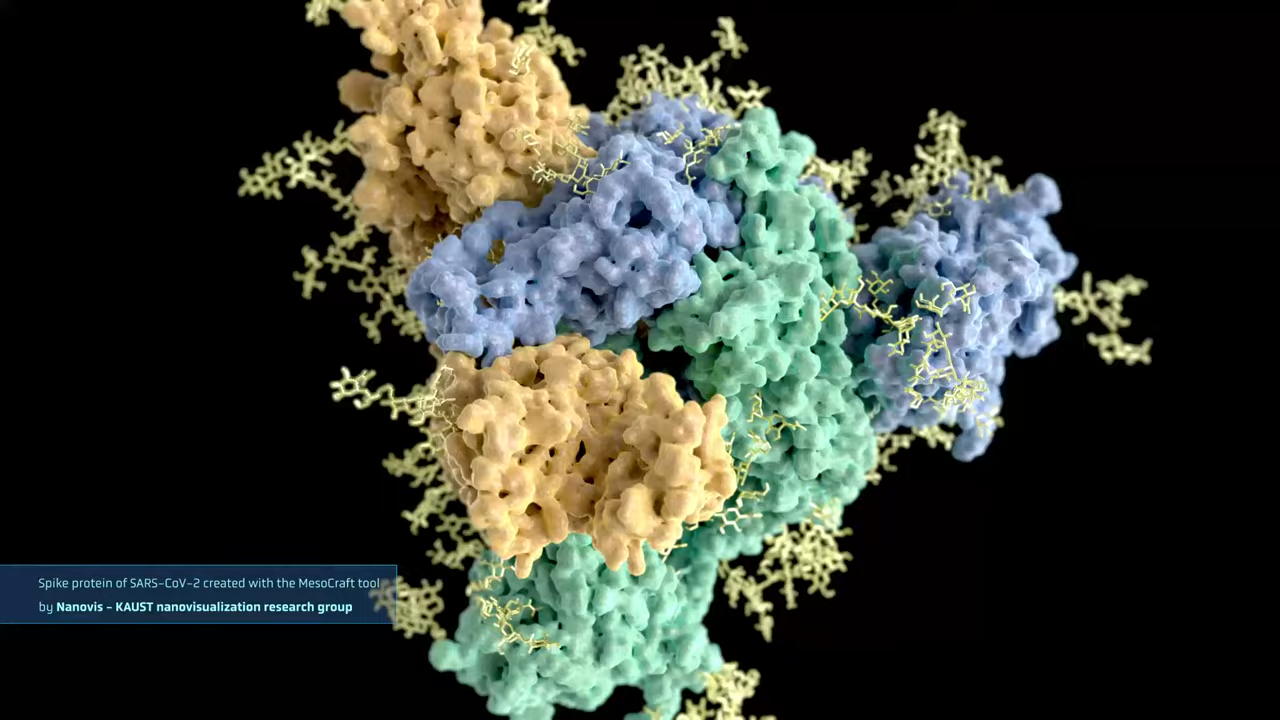 Spike protein of SARS-CoV-2 created with the MesoCraft tool
by Nanovis - KAUST nanovisualization research group